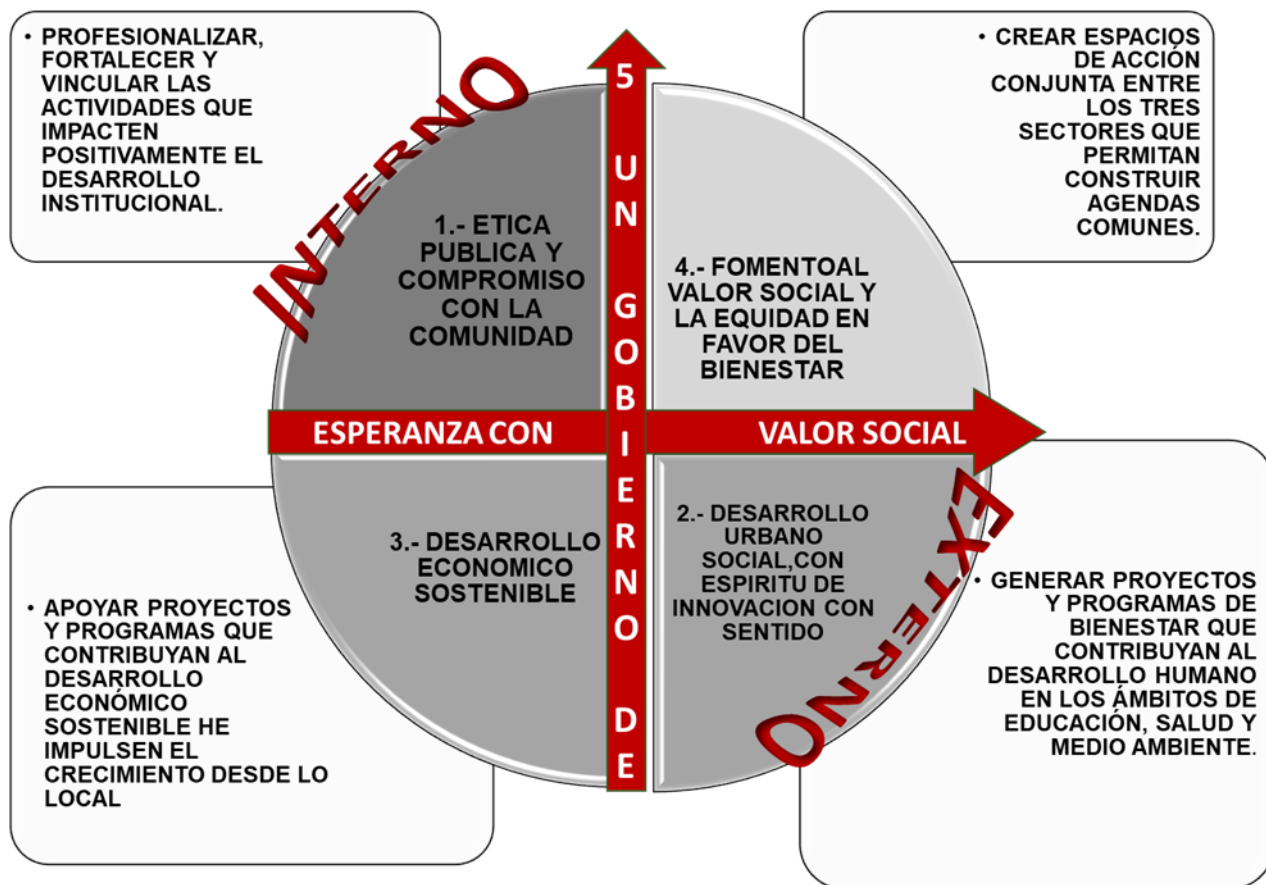 • PROFESIONALIZAR,
FORTALECER Y
VINCULAR LAS
ACTIVIDADES QUE
IMPACTEN
POSITIVAMENTE EL
DESARROLLO
INSTITUCIONAL.
• CREAR ESPACIOS
DE ACCIÓN
CONJUNTA ENTRE
LOS TRES
SECTORES QUE
PERMITAN
CONSTRUIR
AGENDAS
COMUNES.
INTERNO
1.- ETICA
PUBLICA Y
COMPROMISO
CON LA
COMUNIDAD
4.- FOMENTOAL
VALOR SOCIAL Y
LA EQUIDAD EN
FAVOR DEL
BIENESTAR
5 UN GOBIERNO DE
ESPERANZA CON VALOR SOCIAL
3.- DESARROLLO
ECONOMICO
SOSTENIBLE
2.- DESARROLLO
URBANO
SOCIAL,CON
ESPIRITU DE
INNOVACION CON
SENTIDO
EXTERNO
• APOYAR PROYECTOS
Y PROGRAMAS QUE
CONTRIBUYAN AL
DESARROLLO
ECONÓMICO
SOSTENIBLE HE
IMPULSEN EL
CRECIMIENTO DESDE LO
LOCAL
• GENERAR PROYECTOS
Y PROGRAMAS DE
BIENESTAR QUE
CONTRIBUYAN AL
DESARROLLO HUMANO
EN LOS ÁMBITOS DE
EDUCACIÓN, SALUD Y
MEDIO AMBIENTE.